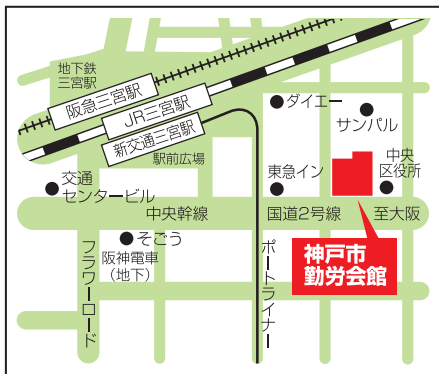 地下鉄
三宮駅
阪急三宮駅
JR三宮駅
新交通三宮駅
駅前広場
ダイエー
サンパル
交通
センタービル
東急イン
中央
区役所
中央幹線
国道2号線
至大阪
そごう
阪神電車
(地下)
フラワーロード
ポートライナー
神戸市
勤労会館